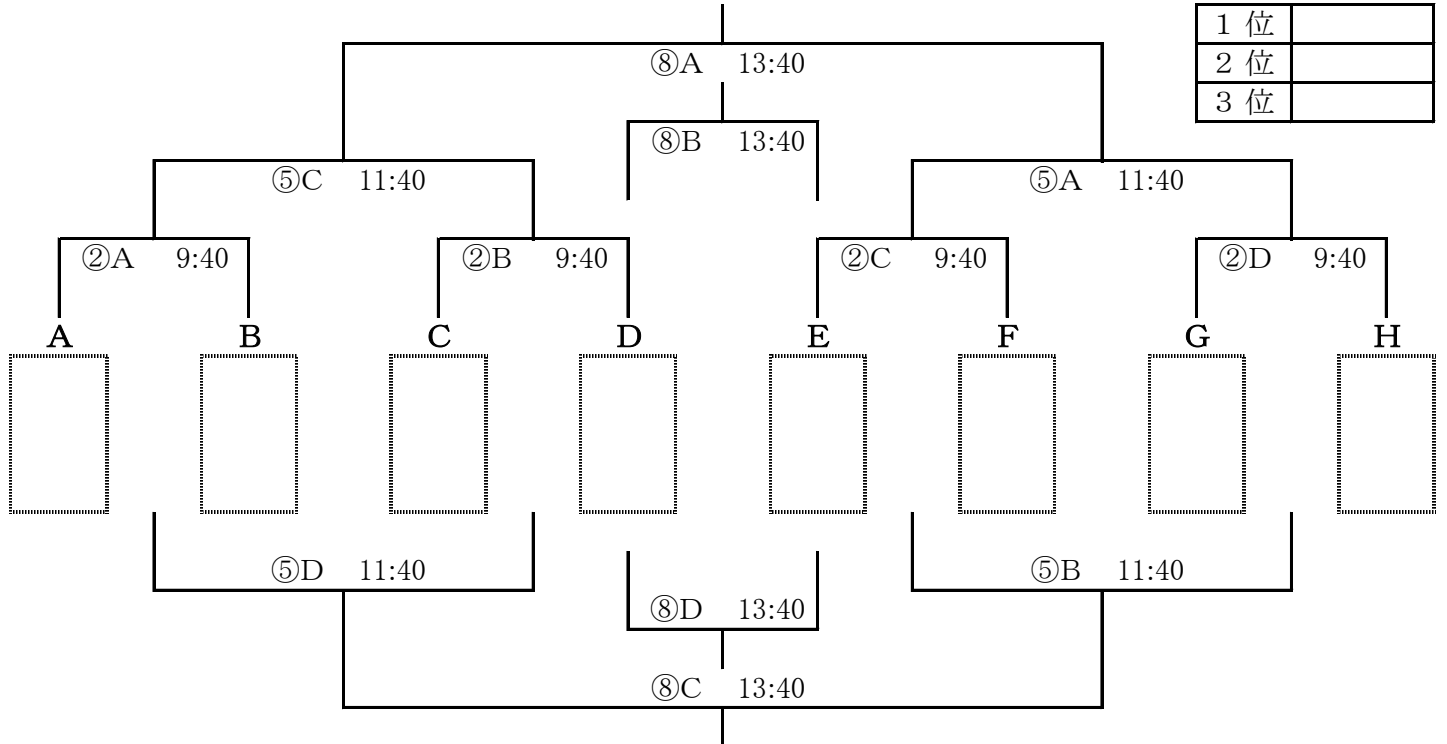 １ 位
２ 位
３ 位
⑧A 13:40
⑧B 13:40
⑤C 11:40
⑤A 11:40
②A 9:40
②B 9:40
②C 9:40
②D 9:40
A B C D E F G H
⑤D 11:40
⑤B 11:40
⑧D 13:40
⑧C 13:40